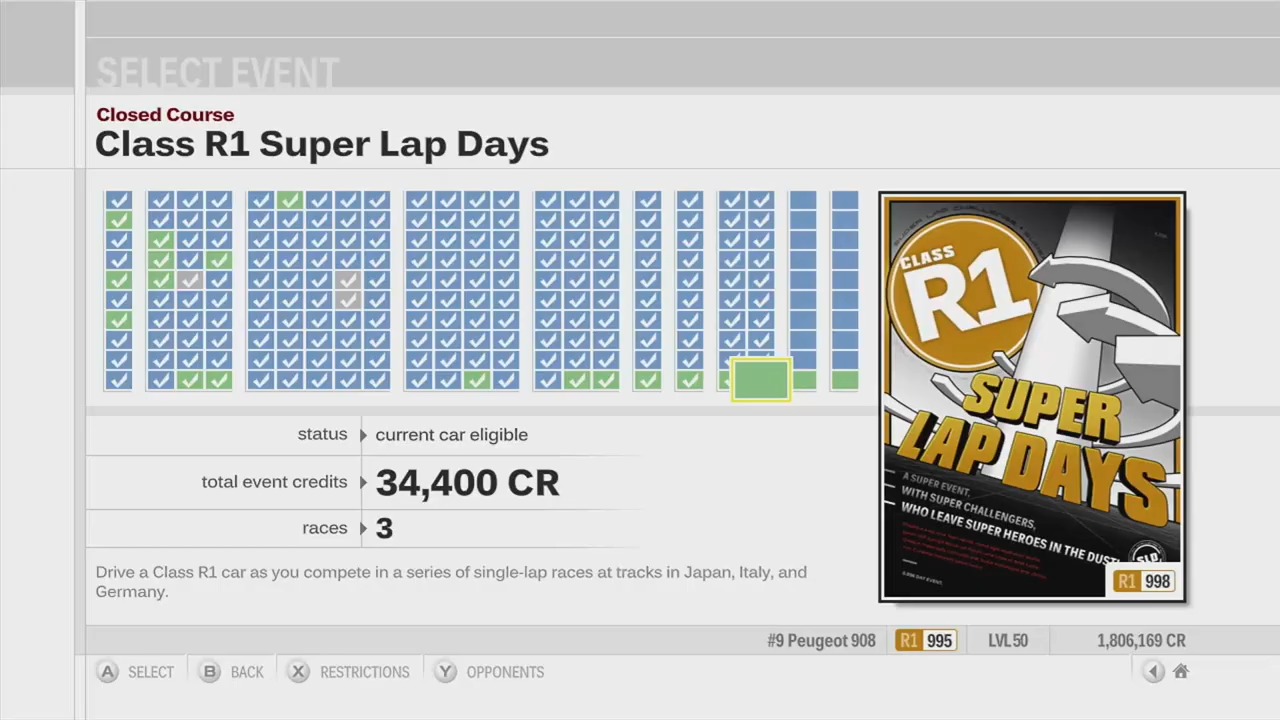 SELECT EVENT
Closed Course
Class R1 Super Lap Days
CLASS
R1
SUPER
LAP DAYS
A SUPER EVENT,
WITH SUPER CHALLENGERS,
WHO LEAVE SUPER HEROES IN THE DUST!
SLD
R1 998
status current car eligible
total event credits 34,400 CR
races 3
Drive a Class R1 car as you compete in a series of single-lap races at tracks in Japan, Italy, and
Germany.
#9 Peugeot 908 R1 995 LVL 50 1,806,169 CR
A SELECT B BACK X RESTRICTIONS Y OPPONENTS